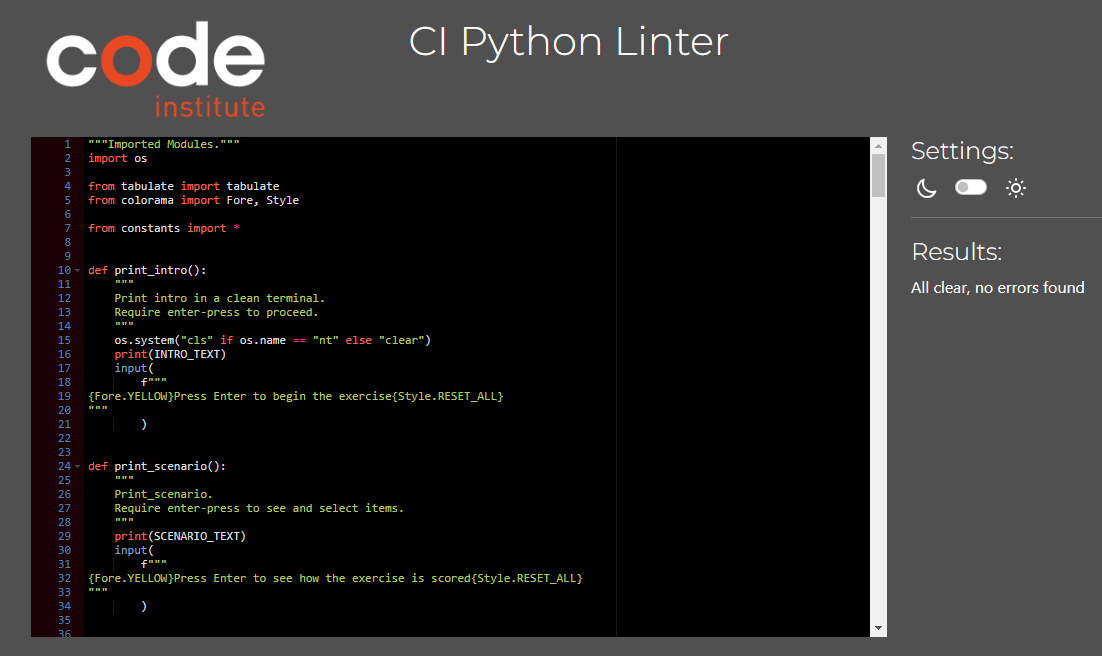 code
institute
CI Python Linter
1 """Imported Modules."""
2 import os
3
4 from tabulate import tabulate
5 from colorama import Fore, Style
6
7 from constants import *
8
9
10 def print_intro():
11     """
12     Print intro in a clean terminal.
13     Require enter-press to proceed.
14     """
15     os.system("cls" if os.name == "nt" else "clear")
16     print(INTRO_TEXT)
17     input(
18         f"""
19 {Fore.YELLOW}Press Enter to begin the exercise{Style.RESET_ALL}
20 """
21         )
22
23
24 def print_scenario():
25     """
26     Print_scenario.
27     Require enter-press to see and select items.
28     """
29     print(SCENARIO_TEXT)
30     input(
31         f"""
32 {Fore.YELLOW}Press Enter to see how the exercise is scored{Style.RESET_ALL}
33 """
34         )
35
36
Settings:
Results:
All clear, no errors found